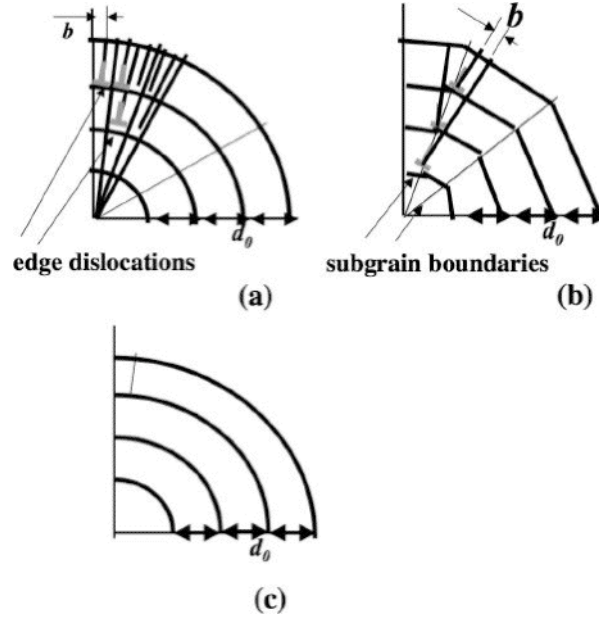 b
b
d₀
d₀
edge dislocations
subgrain boundaries
(a)
(b)
d₀
(c)